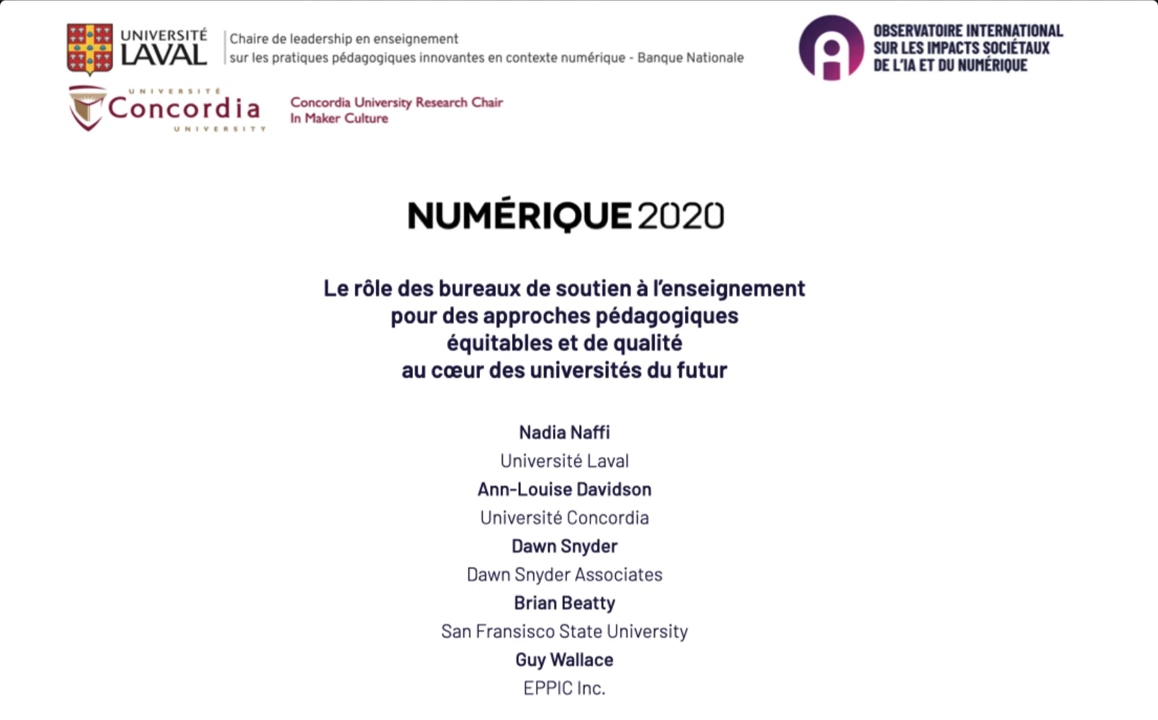 UNIVERSITÉ
LAVAL
Chaire de leadership en enseignement
sur les pratiques pédagogiques innovantes en contexte numérique - Banque Nationale
OBSERVATOIRE INTERNATIONAL
SUR LES IMPACTS SOCIÉTAUX
DE L'IA ET DU NUMÉRIQUE
UNIVERSITÉ
Concordia
UNIVERSITY
Concordia University Research Chair
In Maker Culture
NUMÉRIQUE 2020
Le rôle des bureaux de soutien à l'enseignement
pour des approches pédagogiques
équitables et de qualité
au cœur des universités du futur
Nadia Naffi
Université Laval
Ann-Louise Davidson
Université Concordia
Dawn Snyder
Dawn Snyder Associates
Brian Beatty
San Fransisco State University
Guy Wallace
EPPIC Inc.